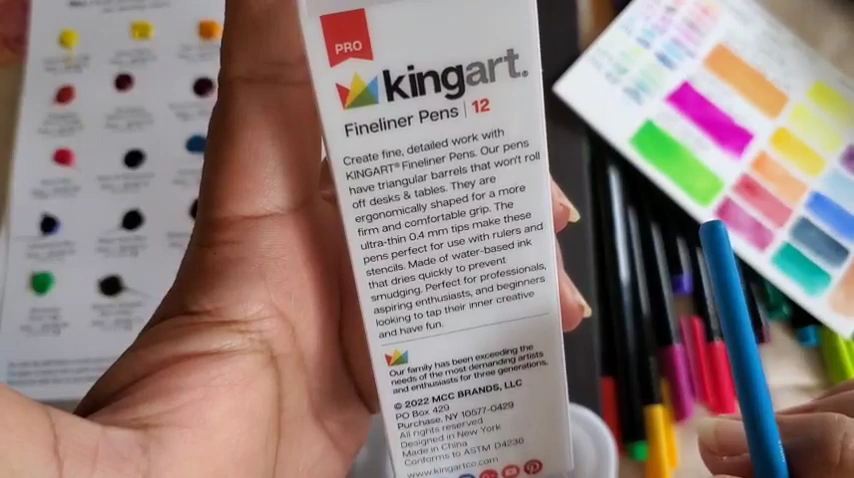 PRO
kingart®
Fineliner Pens | 12
Create fine, detailed work with
KINGART® Fineliner Pens. Our pens
have triangular barrels that won't roll
off desks & tables. They are
ergonomically shaped for a more
firm and comfortable grip. The
ultra-thin 0.4 mm tips make these
pens perfect for use with rulers and
stencils. Made of water-based ink
that dries quickly to prevent
smudging. Perfect for professionals,
aspiring enthusiasts, and beginners
looking to tap their inner creative
and have fun.
Our family has been exceeding the
needs of the most demanding artists
and enthusiasts for three generations.
© 2022 MCC BRANDS, LLC
PO Box 429
Purchase, NY 10577-0429
All rights reserved
Designed in New York
Made in China
Conforms to ASTM D4236
www.kingartco.com